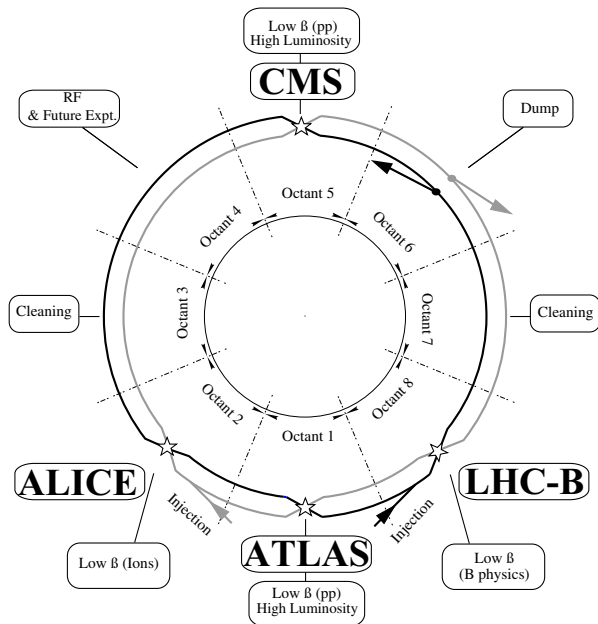 Low ß (pp)
High Luminosity
CMS
RF
& Future Expt.
Dump
Octant 5
Octant 4
Octant 6
Octant 3
Octant 7
Cleaning
Cleaning
Octant 2
Octant 8
Octant 1
ALICE
LHC-B
Injection
Injection
ATLAS
Low ß (Ions)
Low ß
(B physics)
Low ß (pp)
High Luminosity